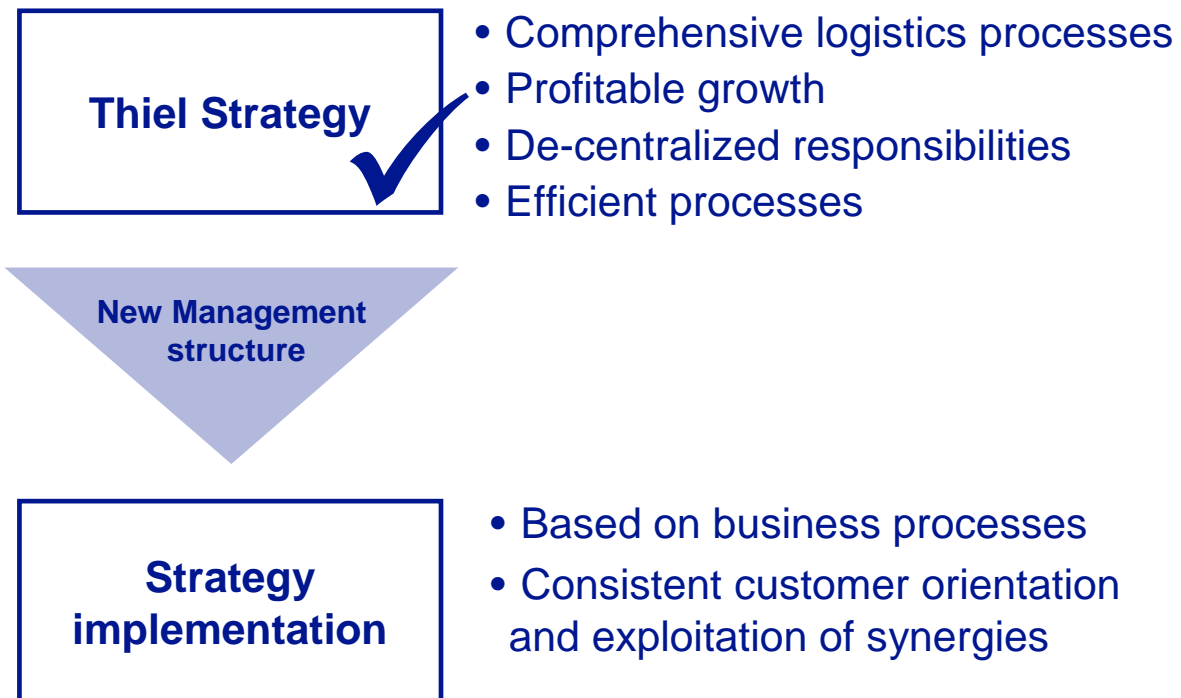 Thiel Strategy
• Comprehensive logistics processes
• Profitable growth
• De-centralized responsibilities
• Efficient processes
New Management
structure
Strategy
implementation
• Based on business processes
• Consistent customer orientation
and exploitation of synergies